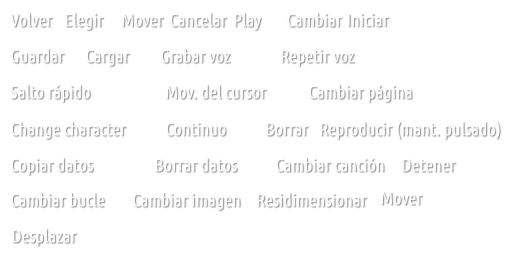 Volver Elegir Mover Cancelar Play Cambiar Iniciar
Guardar Cargar Grabar voz Repetir voz
Salto rápido Mov. del cursor Cambiar página
Change character Continuo Borrar Reproducir (mant. pulsado)
Copiar datos Borrar datos Cambiar canción Detener
Cambiar bucle Cambiar imagen Residimensionar Mover
Desplazar